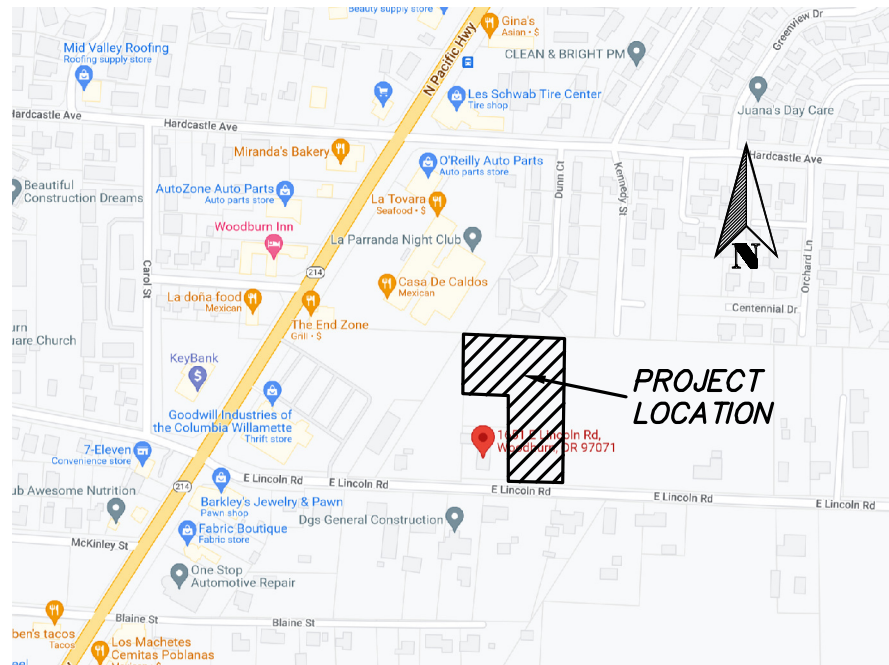 Beauty supply store
Gina's
Asian • $
Greenview Dr
Mid Valley Roofing
Roofing supply store
N Pacific Hwy
CLEAN & BRIGHT PM
Les Schwab Tire Center
Tire shop
Juana's Day Care
Hardcastle Ave
Hardcastle Ave
Miranda's Bakery
Hardcastle Ave
O'Reilly Auto Parts
Auto parts store
Dunn Ct
Kennedy St
Beautiful
Construction Dreams
AutoZone Auto Parts
Auto parts store
La Tovara
Seafood • $
Woodburn Inn
La Parranda Night Club
N
Orchard Ln
Carol St
214
La doña food
Mexican
Casa De Caldos
Mexican
Centennial Dr
The End Zone
Grill • $
urn
uare Church
KeyBank
PROJECT
LOCATION
Goodwill Industries of
the Columbia Willamette
Thrift store
E Lincoln Rd,
Woodburn, OR 97071
7-Eleven
Convenience store
214
E Lincoln Rd
E Lincoln Rd
E Lincoln Rd
E Lincoln Rd
ub Awesome Nutrition
Barkley's Jewelry & Pawn
Pawn shop
Dgs General Construction
Fabric Boutique
Fabric store
McKinley St
One Stop
Automotive Repair
Blaine St
Blaine St
ben's tacos
Tacos
Los Machetes
Cemitas Poblanas